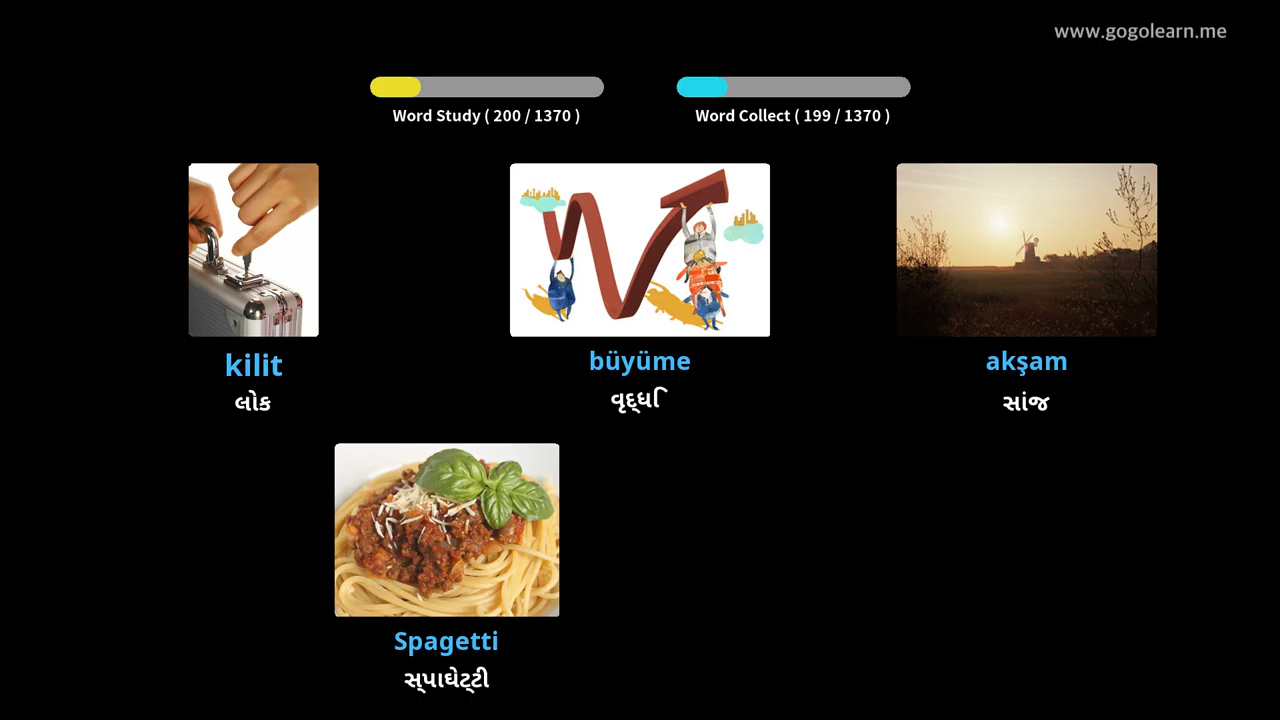 www.gogolearn.me
Word Study ( 200 / 1370 )
Word Collect ( 199 / 1370 )
kilit
büyüme
akşam
લોક
વૃદ્ધિ
સાંજ
Spagetti
સ્પાઘેટ્ટી